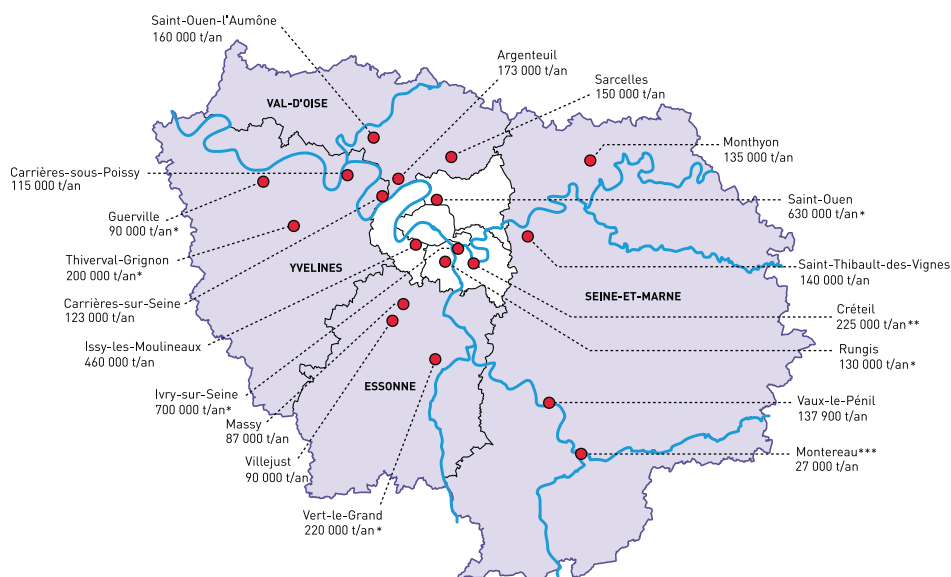 Saint-Ouen-l'Aumône
160 000 t/an
Argenteuil
173 000 t/an
Sarcelles
150 000 t/an
VAL-D'OISE
Monthyon
135 000 t/an
Carrières-sous-Poissy
115 000 t/an
Saint-Ouen
630 000 t/an*
Guerville
90 000 t/an*
Thiverval-Grignon
200 000 t/an*
YVELINES
Saint-Thibault-des-Vignes
140 000 t/an
SEINE-ET-MARNE
Carrières-sur-Seine
123 000 t/an
Créteil
225 000 t/an**
Issy-les-Moulineaux
460 000 t/an
Rungis
130 000 t/an*
ESSONNE
Ivry-sur-Seine
700 000 t/an*
Vaux-le-Pénil
137 900 t/an
Massy
87 000 t/an
Montereau***
27 000 t/an
Villejust
90 000 t/an
Vert-le-Grand
220 000 t/an*